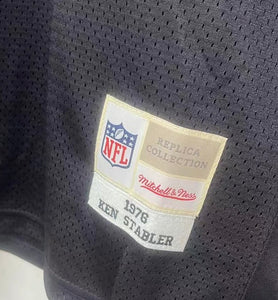 NFL
REPLICA
COLLECTION
Mitchell & Ness
1976
KEN STABLER